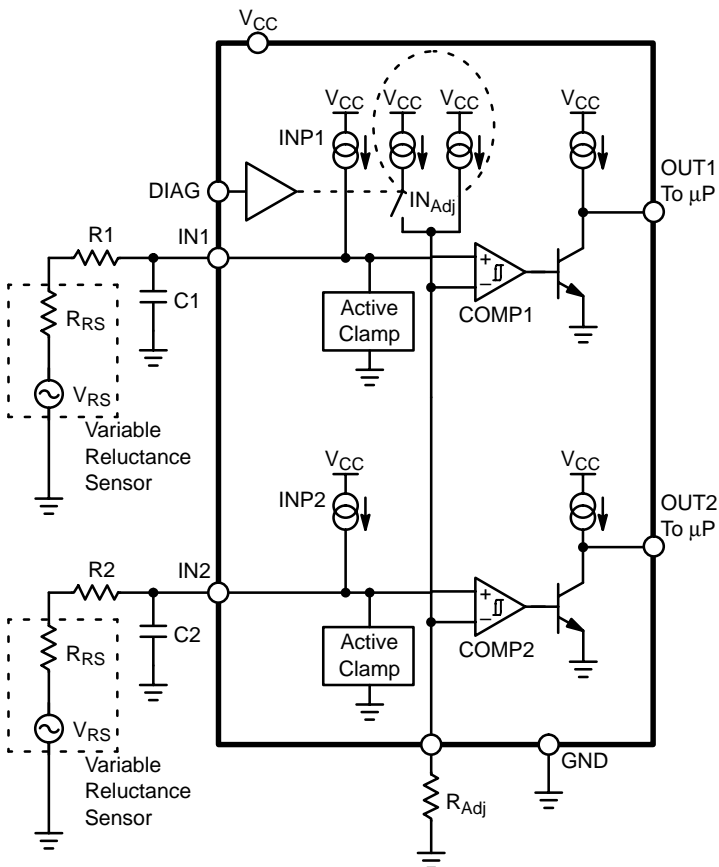 VCC
VCC
VCC
VCC
VCC
INP1
OUT1
To μP
DIAG
INAdj
R1
IN1
+
−
C1
Active
Clamp
COMP1
RRS
VRS
Variable
Reluctance
Sensor
VCC
VCC
INP2
OUT2
To μP
R2
IN2
+
−
C2
Active
Clamp
COMP2
RRS
VRS
Variable
Reluctance
Sensor
GND
RAdj